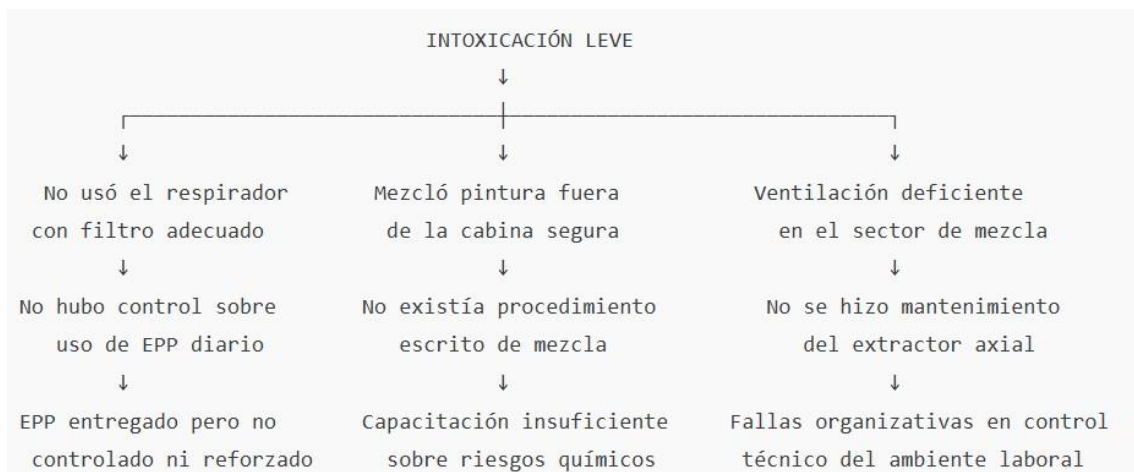 INTOXICACIÓN LEVE
No usó el respirador
con filtro adecuado
Mezcló pintura fuera
de la cabina segura
Ventilación deficiente
en el sector de mezcla
No hubo control sobre
uso de EPP diario
No existía procedimiento
escrito de mezcla
No se hizo mantenimiento
del extractor axial
EPP entregado pero no
controlado ni reforzado
Capacitación insuficiente
sobre riesgos químicos
Fallas organizativas en control
técnico del ambiente laboral